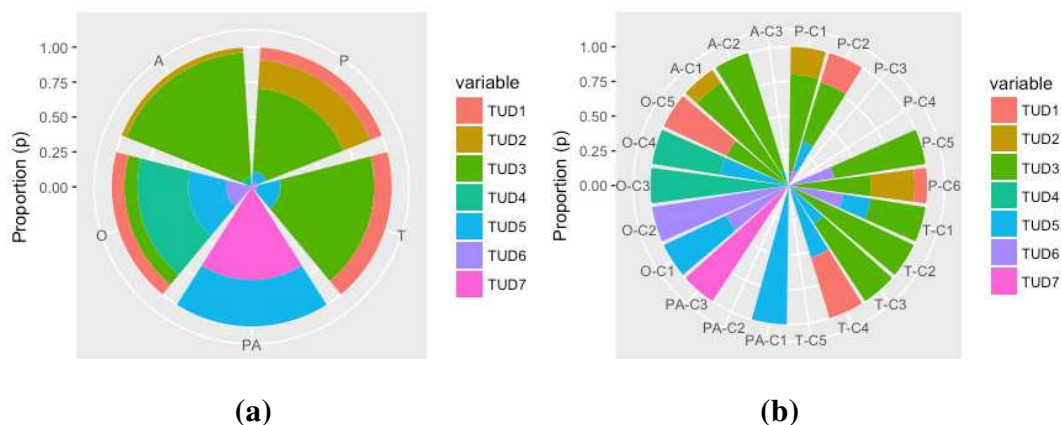 Proportion (p)
1.00
0.75
0.50
0.25
0.00
A
P
O
T
PA
variable
TUD1
TUD2
TUD3
TUD4
TUD5
TUD6
TUD7
(a)
Proportion (p)
1.00
0.75
0.50
0.25
0.00
P-C1
P-C2
P-C3
P-C4
P-C5
P-C6
T-C1
T-C2
T-C3
T-C4
T-C5
PA-C1
PA-C2
PA-C3
O-C1
O-C2
O-C3
O-C4
O-C5
A-C1
A-C2
A-C3
variable
TUD1
TUD2
TUD3
TUD4
TUD5
TUD6
TUD7
(b)